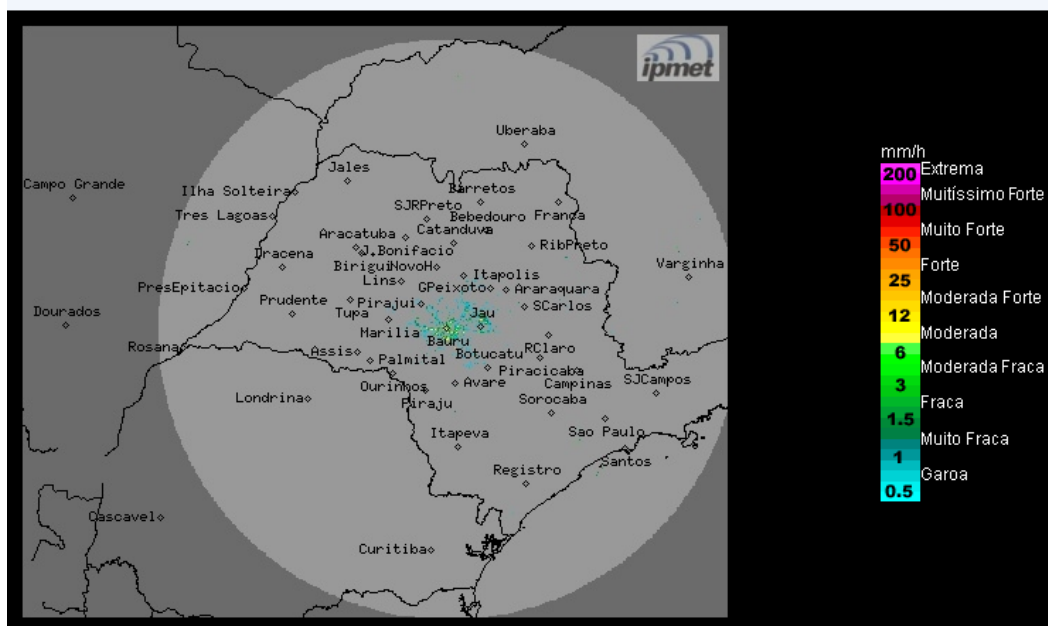 ipmet
Uberaba
Jales
Campo Grande
Ilha Solteira
Barretos
SJRPreto
Tres Lagoas
Bebedouro
Franca
Catanduva
Aracatuba
J.Bonifacio
RibPreto
Dracena
Birigui
NovoH
Itapolis
Varginha
Lins
PresEpitacio
GPeixoto
Araraquara
Prudente
Pirajui
SCarlos
Dourados
Tupa
Jau
Marilia
Bauru
Rosana
Assis
Botucatu
RClaro
Palmital
Piracicaba
Ourinhos
Avare
Campinas
SJCampos
Londrina
Piraju
Sorocaba
Itapeva
Sao Paulo
Santos
Registro
Cascavel
Curitiba
mm/h
200 Extrema
Muitíssimo Forte
100
Muito Forte
50
Forte
25
Moderada Forte
12
Moderada
6
Moderada Fraca
3
Fraca
1.5
Muito Fraca
1
Garoa
0.5